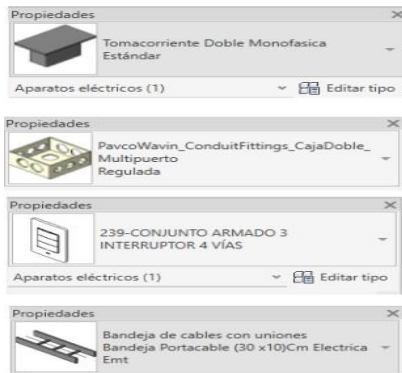 Propiedades
Tomacorriente Doble Monofasica
Estándar
Aparatos eléctricos (1)
Editar tipo
Propiedades
PavcoWavin_ConduitFittings_CajaDoble_
Multipuerto
Regulada
Propiedades
239-CONJUNTO ARMADO 3
INTERRUPTOR 4 VÍAS
Aparatos eléctricos (1)
Editar tipo
Propiedades
Bandeja de cables con uniones
Bandeja Portacable (30 x10)Cm Electrica
Emt